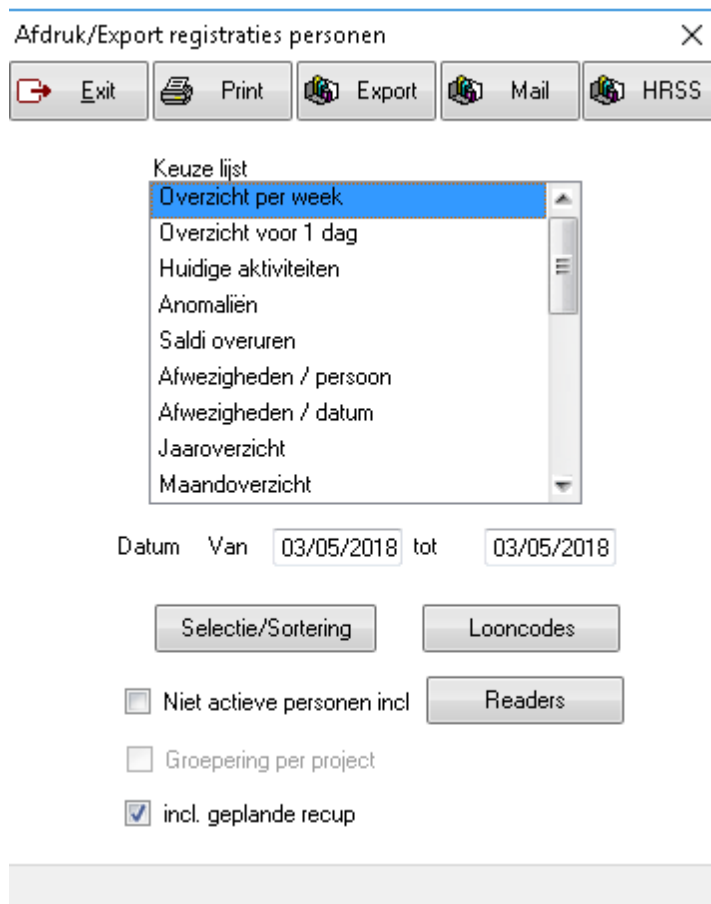 Afdruk/Export registraties personen
Exit Print Export Mail HRSS
Keuze lijst
Overzicht per week
Overzicht voor 1 dag
Huidige aktiviteiten
Anomaliën
Saldi overuren
Afwezigheden / persoon
Afwezigheden / datum
Jaaroverzicht
Maandoverzicht
Datum Van 03/05/2018 tot 03/05/2018
Selectie/Sortering Looncodes
Niet actieve personen incl Readers
Groepering per project
incl. geplande recup